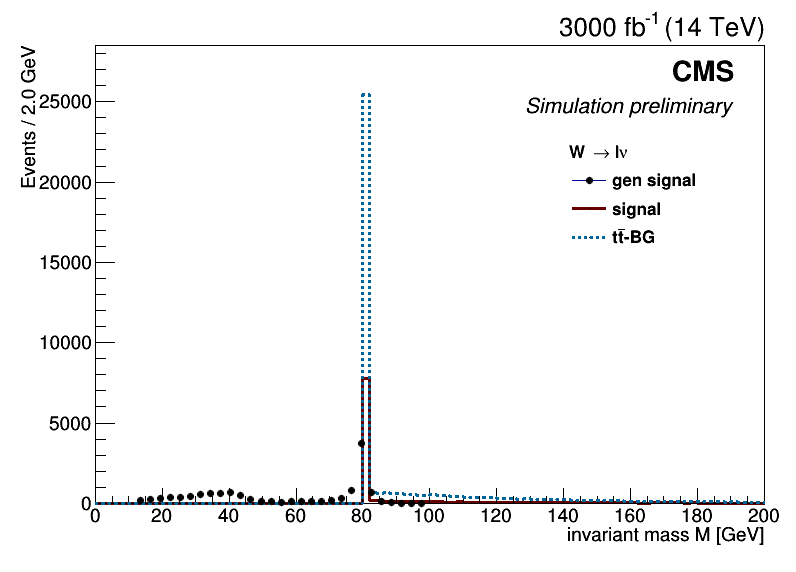 3000 fb⁻¹ (14 TeV)
CMS
Simulation preliminary
W → lν
gen signal
signal
tt̄-BG
Events / 2.0 GeV
25000
20000
15000
10000
5000
0
0 20 40 60 80 100 120 140 160 180 200
invariant mass M [GeV]